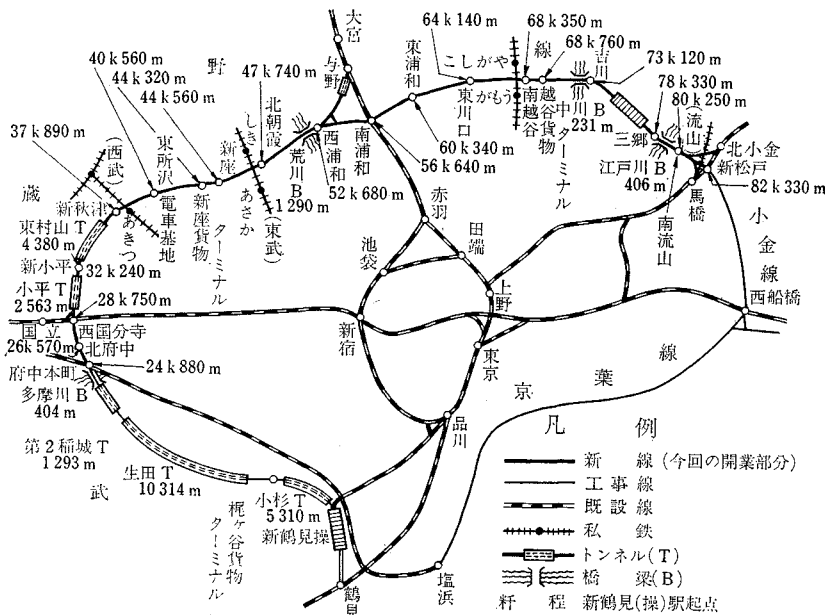 大宮
与野
武蔵野線
40 k 560 m
44 k 320 m
44 k 560 m
47 k 740 m
64 k 140 m
68 k 350 m
68 k 760 m
73 k 120 m
78 k 330 m
80 k 250 m
37 k 890 m
(西武)
東所沢
電車基地
新座貨物ターミナル
新座
しき
あさか
(東武)
北朝霞
荒川B
1 290 m
西浦和
52 k 680 m
南浦和
56 k 640 m
東浦和
60 k 340 m
東川口
こしがや
がもう
南越谷
越谷貨物ターミナル
吉川
中川B
231 m
三郷
江戸川B
406 m
南流山
(流山)
北小金
新松戸
82 k 330 m
馬橋
小金線
西船橋
新秋津
あきつ
東村山T
4 380 m
新小平
32 k 240 m
小平T
2 563 m
28 k 750 m
国立
西国分寺
26k 570 m
北府中
24 k 880 m
府中本町
多摩川B
404 m
第2稲城T
1 293 m
生田T
10 314 m
梶ヶ谷貨物ターミナル
小杉T
5 310 m
新鶴見操
鶴見
塩浜
赤羽
池袋
田端
上野
新宿
東京
品川
京葉線
凡例
新線(今回の開業部分)
工事線
既設線
私鉄
トンネル(T)
橋梁(B)
粁程 新鶴見(操)駅起点